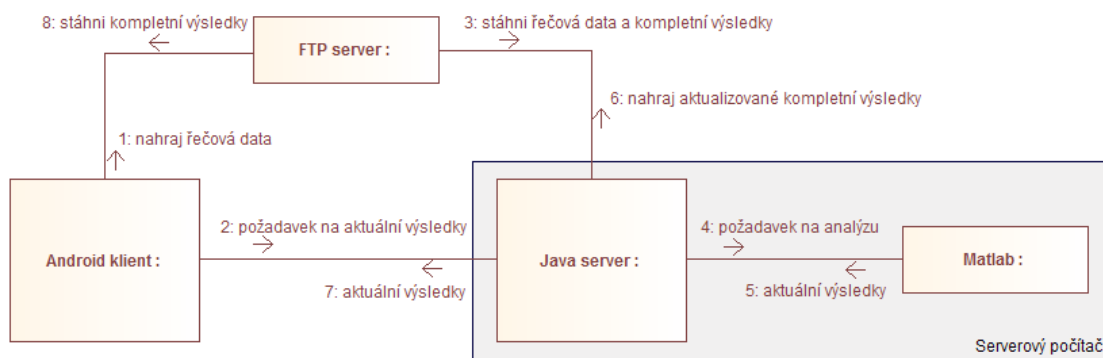 8: stáhni kompletní výsledky
3: stáhni řečová data a kompletní výsledky
FTP server :
6: nahraj aktualizované kompletní výsledky
1: nahraj řečová data
2: požadavek na aktuální výsledky
4: požadavek na analýzu
Android klient :
Java server :
Matlab :
7: aktuální výsledky
5: aktuální výsledky
Serverový počítač